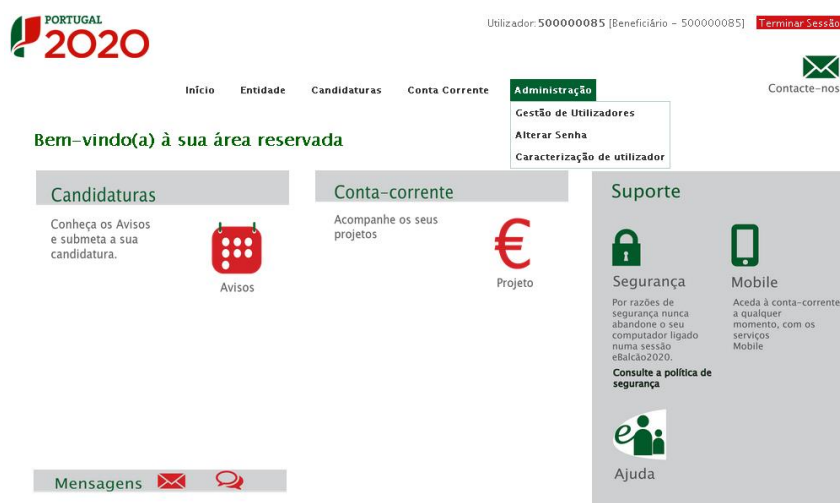 PORTUGAL
2020
Utilizador: 500000085 [Beneficiário - 500000085] Terminar Sessão
Contacte-nos
Início Entidade Candidaturas Conta Corrente Administração
Gestão de Utilizadores
Alterar Senha
Caracterização de utilizador
Bem-vindo(a) à sua área reservada
Candidaturas
Conheça os Avisos
e submeta a sua
candidatura.
Avisos
Conta-corrente
Acompanhe os seus
projetos
€
Projeto
Suporte
Segurança
Por razões de
segurança nunca
abandone o seu
computador ligado
numa sessão
eBalcão2020.
Consulte a política de
segurança
Mobile
Aceda à conta-corrente
a qualquer
momento, com os
serviços
Mobile
e
Ajuda
Mensagens